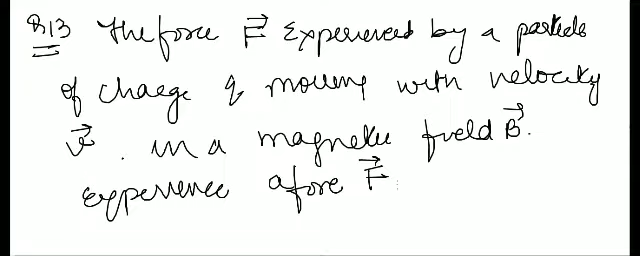 Q13 The force F⃗ experienced by a particle
of charge q moving with velocity
v⃗ . in a magnetic field B⃗.
experience a force F⃗